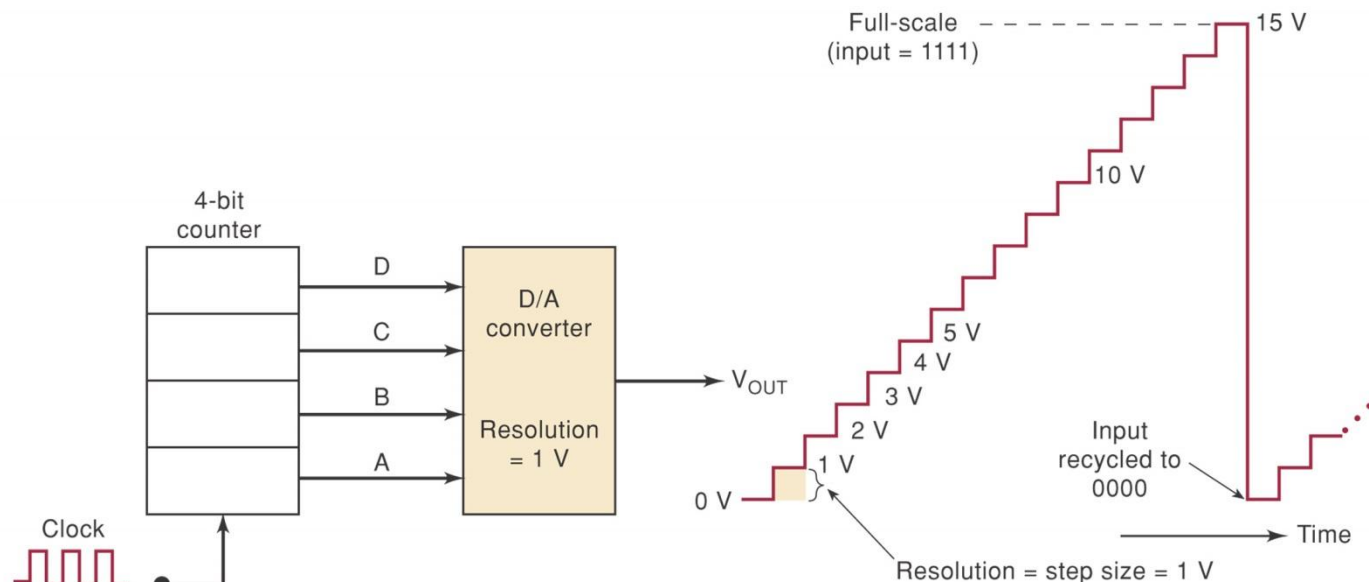 4-bit
counter
D
C
B
A
D/A
converter
Resolution
= 1 V
V_OUT
Clock
Full-scale
(input = 1111)
15 V
10 V
5 V
4 V
3 V
2 V
1 V
0 V
Input
recycled to
0000
Time
Resolution = step size = 1 V